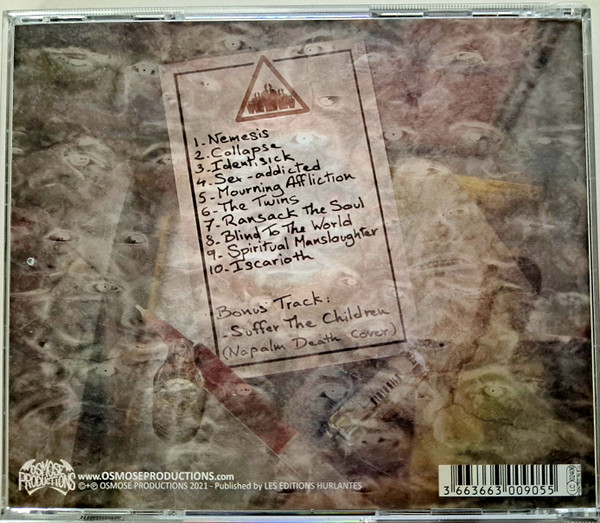 1- Nemesis
2- Collapse
3- Identisick
4- Sex-addicted
5- Mourning Affliction
6- The Twins
7- Ransack The Soul
8- Blind To The World
9- Spiritual Manslaughter
10- Iscarioth
Bonus Track:
- Suffer The Children
(Napalm Death Cover)
OSMOSE
PRODUCTIONS
www.OSMOSEPRODUCTIONS.com
©+℗ OSMOSE PRODUCTIONS 2021 - Published by LES EDITIONS HURLANTES
3 663663 009055